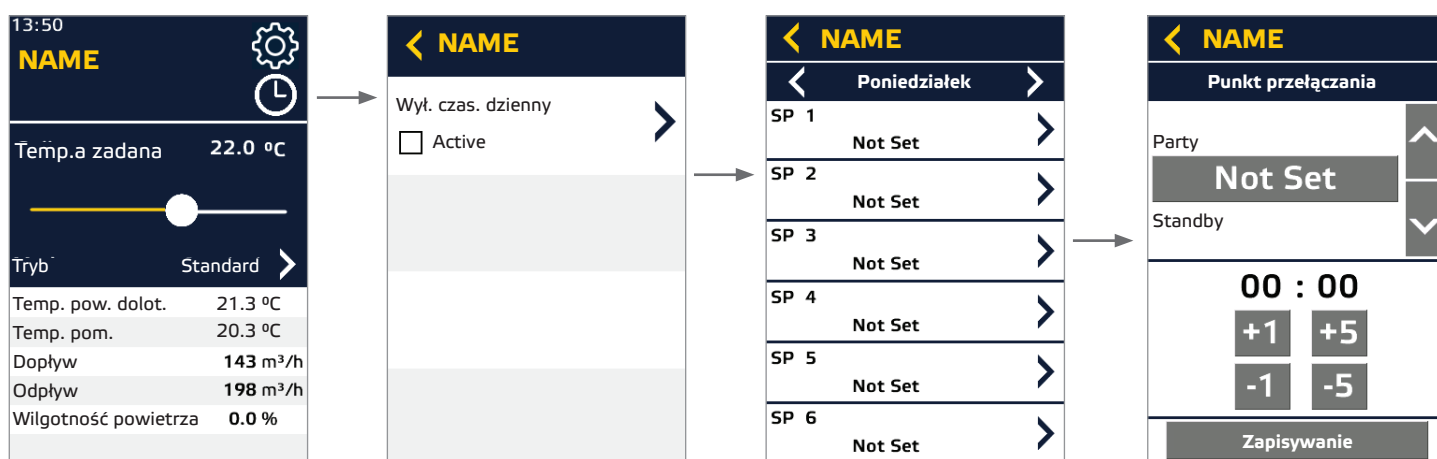 13:50
NAME
Temp.a zadana 22.0 ºC
Tryb Standard
Temp. pow. dolot. 21.3 ºC
Temp. pom. 20.3 ºC
Dopływ 143 m³/h
Odpływ 198 m³/h
Wilgotność powietrza 0.0 %
NAME
Wył. czas. dzienny
Active
NAME
Poniedziałek
SP 1
Not Set
SP 2
Not Set
SP 3
Not Set
SP 4
Not Set
SP 5
Not Set
SP 6
Not Set
NAME
Punkt przełączania
Party
Not Set
Standby
00 : 00
+1 +5
-1 -5
Zapisywanie